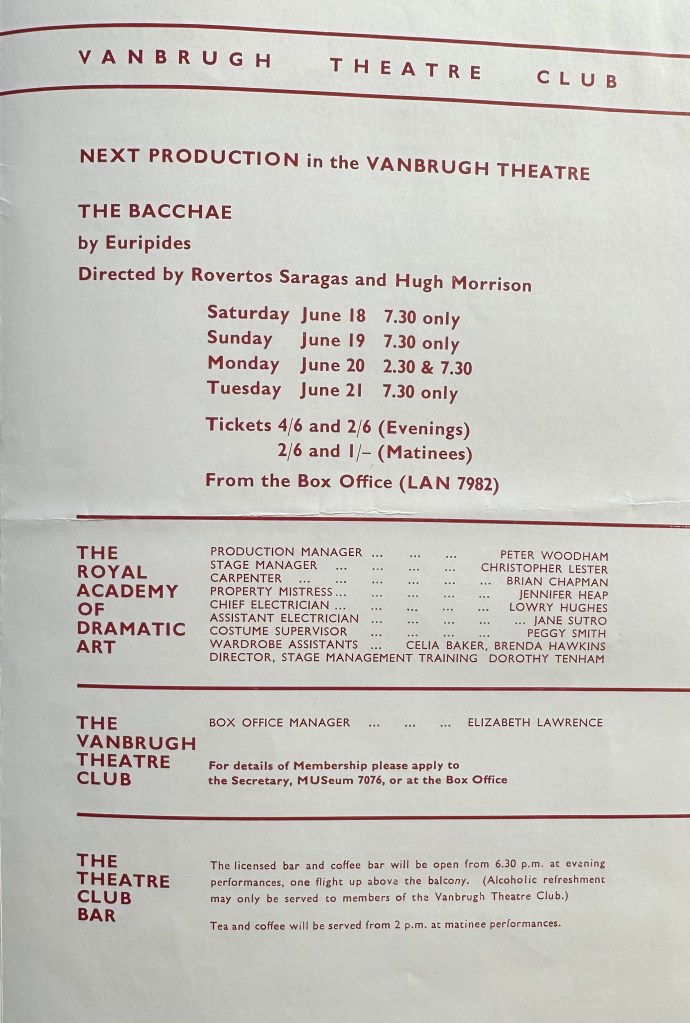 VANBRUGH THEATRE CLUB
NEXT PRODUCTION in the VANBRUGH THEATRE
THE BACCHAE
by Euripides
Directed by Rovertos Saragas and Hugh Morrison
Saturday June 18 7.30 only
Sunday June 19 7.30 only
Monday June 20 2.30 & 7.30
Tuesday June 21 7.30 only
Tickets 4/6 and 2/6 (Evenings)
2/6 and 1/– (Matinees)
From the Box Office (LAN 7982)
THE
ROYAL
ACADEMY
OF
DRAMATIC
ART
PRODUCTION MANAGER ... ... ... PETER WOODHAM
STAGE MANAGER ... ... ... ... CHRISTOPHER LESTER
CARPENTER ... ... ... ... ... BRIAN CHAPMAN
PROPERTY MISTRESS ... ... ... ... JENNIFER HEAP
CHIEF ELECTRICIAN ... ... ... ... LOWRY HUGHES
ASSISTANT ELECTRICIAN ... ... ... ... JANE SUTRO
COSTUME SUPERVISOR ... ... ... ... PEGGY SMITH
WARDROBE ASSISTANTS ... CELIA BAKER, BRENDA HAWKINS
DIRECTOR, STAGE MANAGEMENT TRAINING DOROTHY TENHAM
THE
VANBRUGH
THEATRE
CLUB
BOX OFFICE MANAGER ... ... ... ELIZABETH LAWRENCE
For details of Membership please apply to
the Secretary, MUSeum 7076, or at the Box Office
THE
THEATRE
CLUB
BAR
The licensed bar and coffee bar will be open from 6.30 p.m. at evening
performances, one flight up above the balcony. (Alcoholic refreshment
may only be served to members of the Vanbrugh Theatre Club.)
Tea and coffee will be served from 2 p.m. at matinee performances.